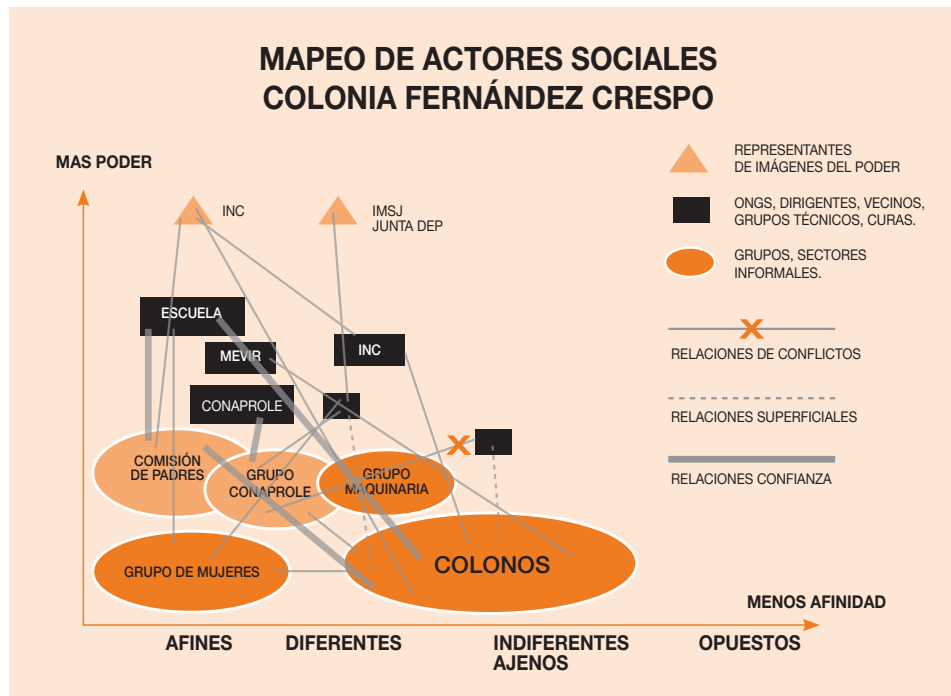 MAPEO DE ACTORES SOCIALES
COLONIA FERNÁNDEZ CRESPO
MAS PODER
REPRESENTANTES
DE IMÁGENES DEL PODER
ONGS, DIRIGENTES, VECINOS,
GRUPOS TÉCNICOS, CURAS.
GRUPOS, SECTORES
INFORMALES.
RELACIONES DE CONFLICTOS
RELACIONES SUPERFICIALES
RELACIONES CONFIANZA
INC
IMSJ
JUNTA DEP
ESCUELA
MEVIR
INC
CONAPROLE
COMISIÓN
DE PADRES
GRUPO
CONAPROLE
GRUPO
MAQUINARIA
GRUPO DE MUJERES
COLONOS
MENOS AFINIDAD
AFINES
DIFERENTES
INDIFERENTES
AJENOS
OPUESTOS